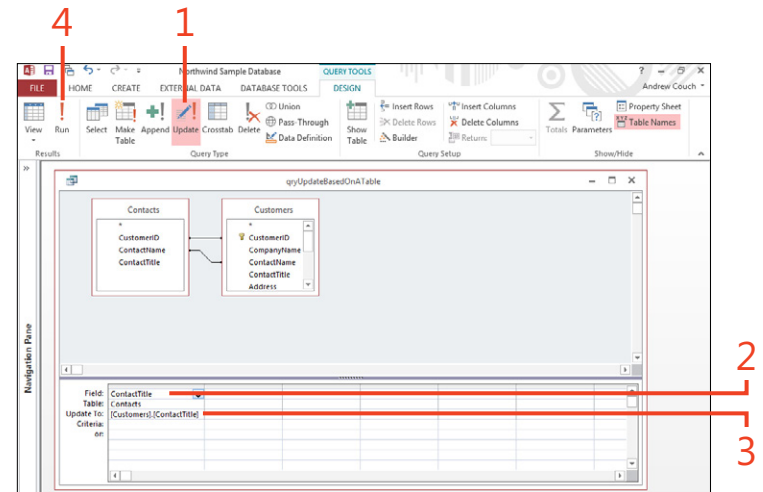 4
1
Northwind Sample Database
QUERY TOOLS
?
FILE
HOME
CREATE
EXTERNAL DATA
DATABASE TOOLS
DESIGN
Andrew Couch
View
Run
Select
Make Table
Append
Update
Crosstab
Delete
Union
Pass-Through
Data Definition
Show Table
Insert Rows
Delete Rows
Builder
Insert Columns
Delete Columns
Return:
Totals
Parameters
Property Sheet
Table Names
Results
Query Type
Query Setup
Show/Hide
»
qryUpdateBasedOnATable
Contacts
*
CustomerID
ContactName
ContactTitle
Customers
*
CustomerID
CompanyName
ContactName
ContactTitle
Address
Navigation Pane
2
Field: ContactTitle
Table: Contacts
Update To: [Customers].[ContactTitle]
Criteria:
or:
3